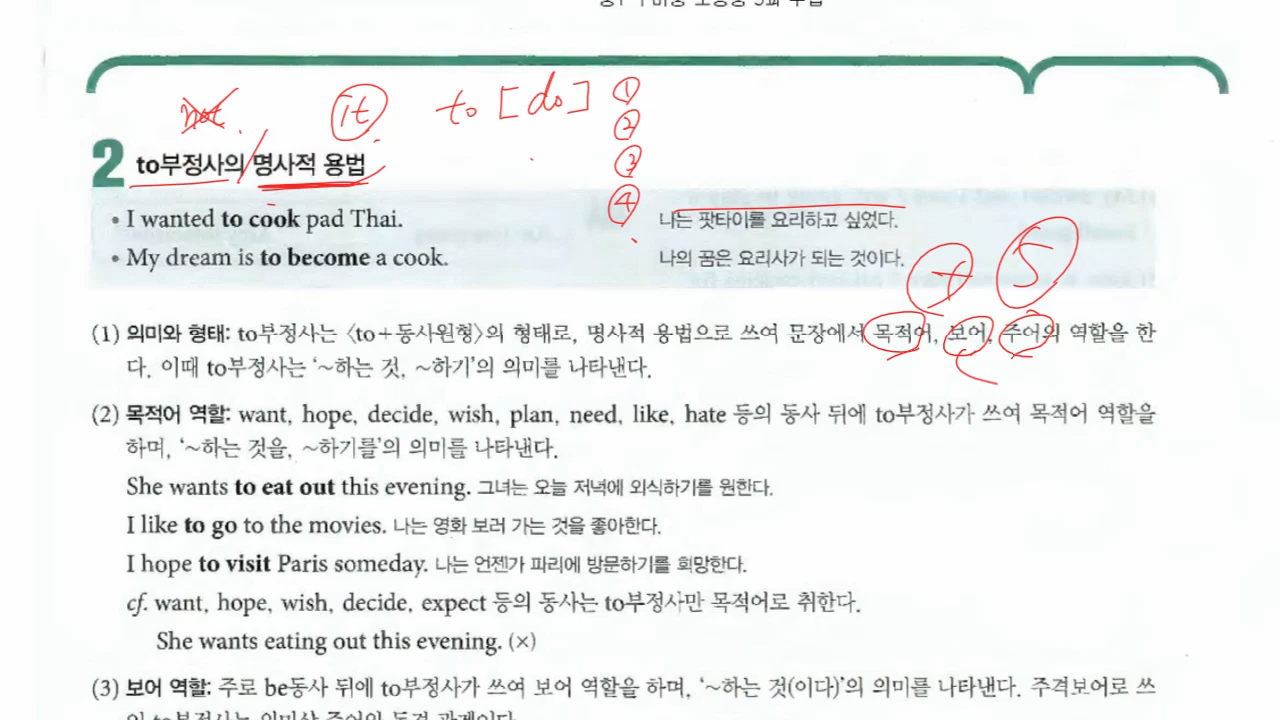 not it to [do] ①
②
2 to부정사의 명사적 용법 ③
• I wanted to cook pad Thai. ④ 나는 팟타이를 요리하고 싶었다.
• My dream is to become a cook. 나의 꿈은 요리사가 되는 것이다.
5
(1) 의미와 형태: to부정사는 〈to+동사원형〉의 형태로, 명사적 용법으로 쓰여 문장에서 목적어, 보어, 주어의 역할을 한
다. 이때 to부정사는 ‘~하는 것, ~하기’의 의미를 나타낸다.
(2) 목적어 역할: want, hope, decide, wish, plan, need, like, hate 등의 동사 뒤에 to부정사가 쓰여 목적어 역할을
하며, ‘~하는 것을, ~하기를’의 의미를 나타낸다.
She wants to eat out this evening. 그녀는 오늘 저녁에 외식하기를 원한다.
I like to go to the movies. 나는 영화 보러 가는 것을 좋아한다.
I hope to visit Paris someday. 나는 언젠가 파리에 방문하기를 희망한다.
cf. want, hope, wish, decide, expect 등의 동사는 to부정사만 목적어로 취한다.
She wants eating out this evening. (×)
(3) 보어 역할: 주로 be동사 뒤에 to부정사가 쓰여 보어 역할을 하며, ‘~하는 것(이다)’의 의미를 나타낸다. 주격보어로 쓰